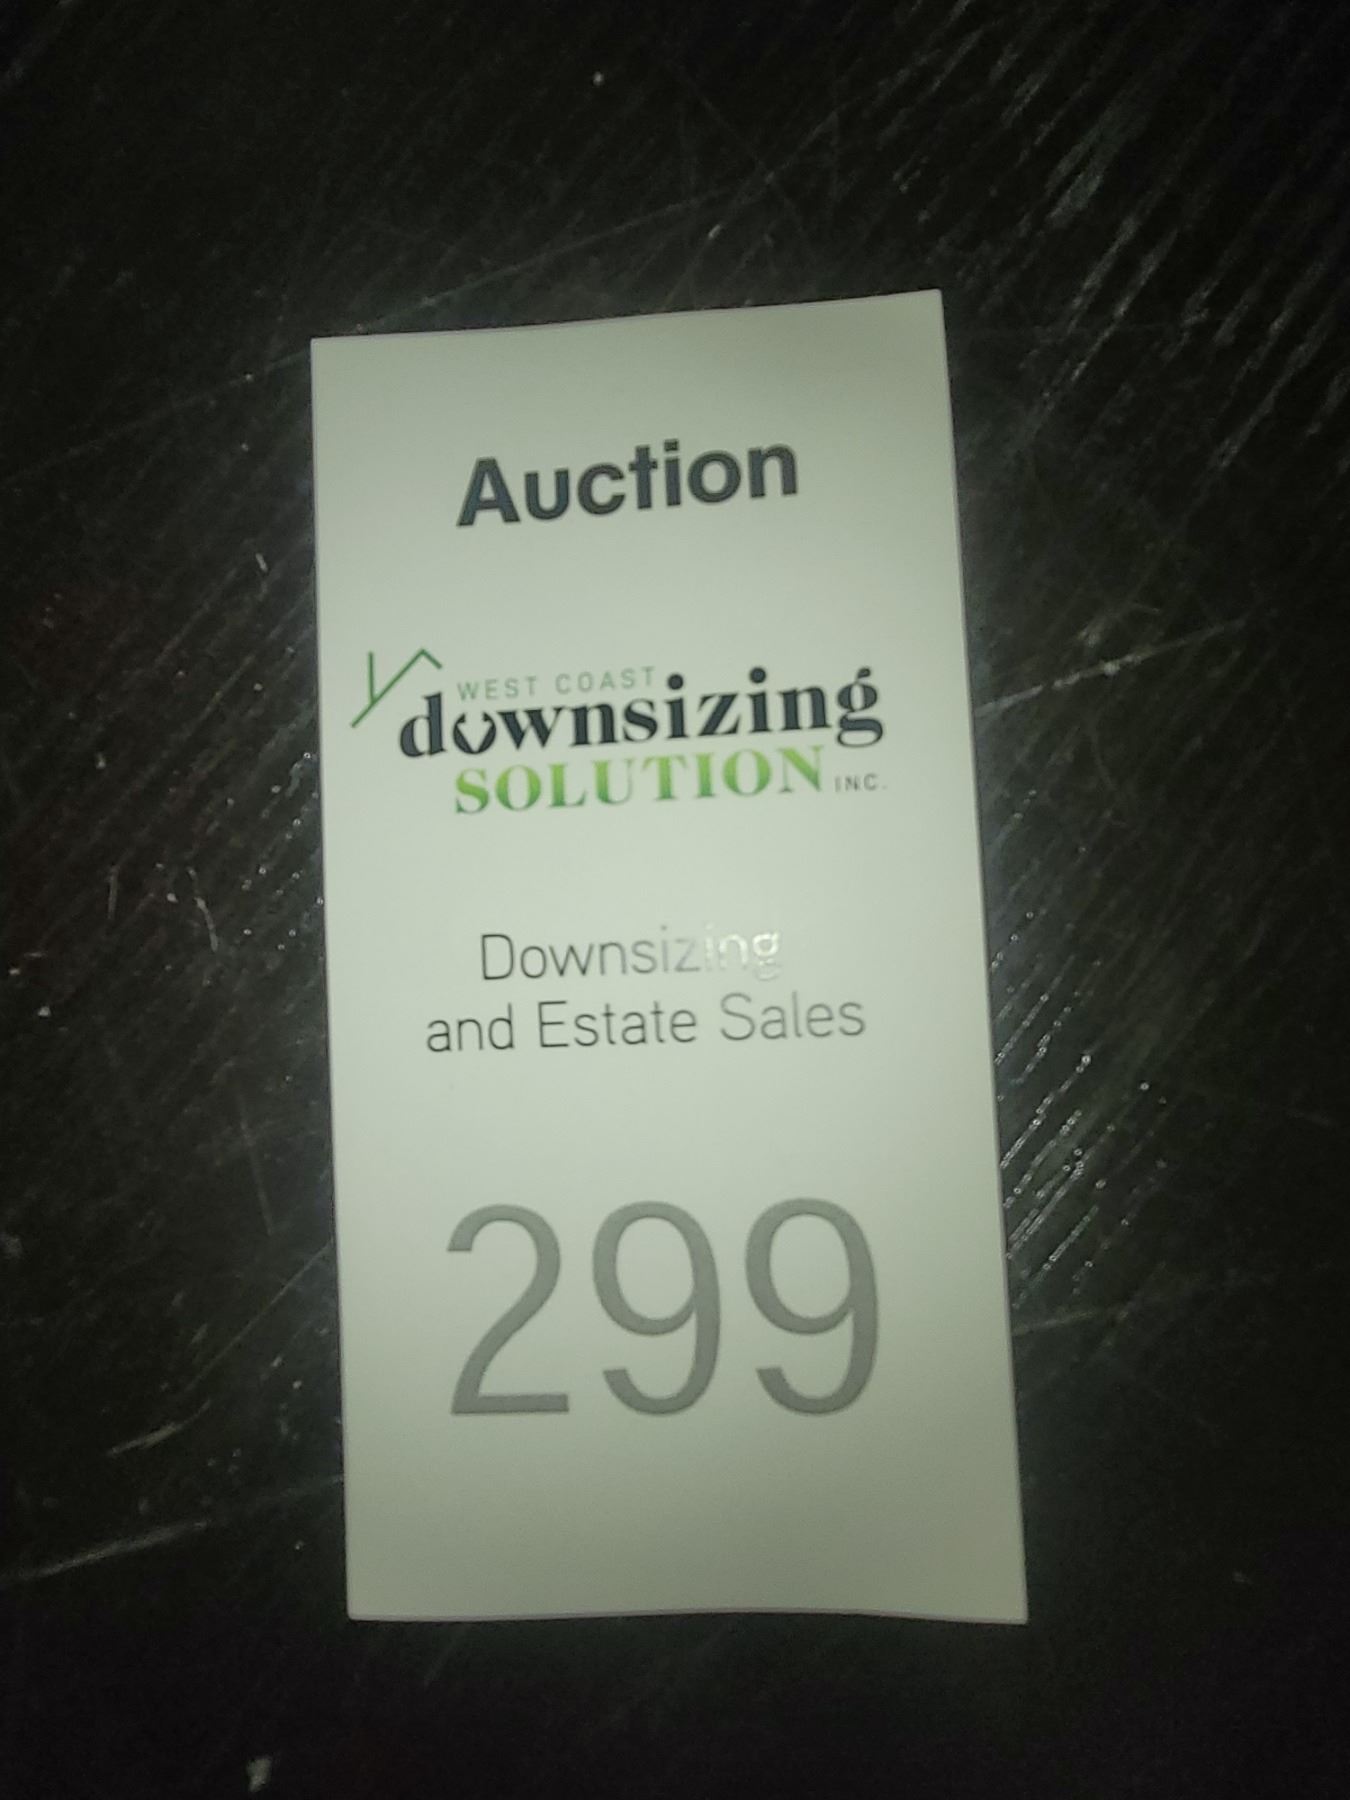 Auction
WEST COAST
downsizing
SOLUTION INC.
Downsizing
and Estate Sales
299